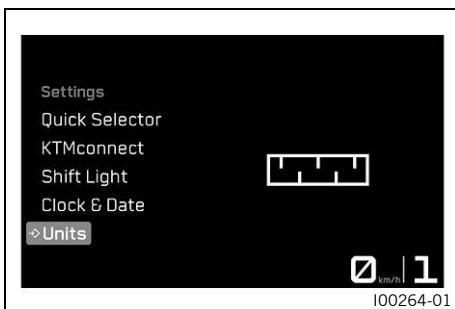 Settings
Quick Selector
KTMconnect
Shift Light
Clock & Date
Units
0 km/h 1
I00264-01